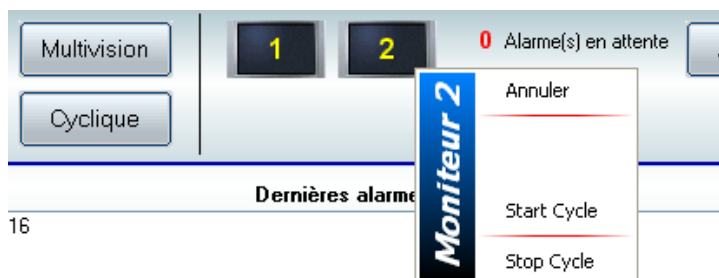 Multivision
Cyclique
1
2
0 Alarme(s) en attente
Moniteur 2
Annuler
Start Cycle
Stop Cycle
Dernières alarme
16